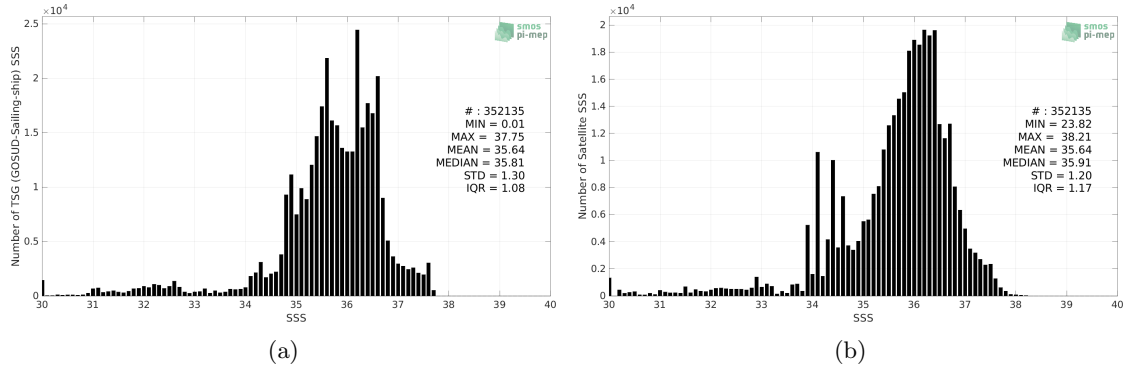 ×10⁴
2.5
2
1.5
1
0.5
0
Number of TSG (GOSUD-Sailing-ship) SSS
30 31 32 33 34 35 36 37 38 39 40
SSS
smos
pi-mep
# : 352135
MIN = 0.01
MAX = 37.75
MEAN = 35.64
MEDIAN = 35.81
STD = 1.30
IQR = 1.08
(a)
×10⁴
2
1.8
1.6
1.4
1.2
1
0.8
0.6
0.4
0.2
0
Number of Satellite SSS
30 31 32 33 34 35 36 37 38 39 40
SSS
smos
pi-mep
# : 352135
MIN = 23.82
MAX = 38.21
MEAN = 35.64
MEDIAN = 35.91
STD = 1.20
IQR = 1.17
(b)